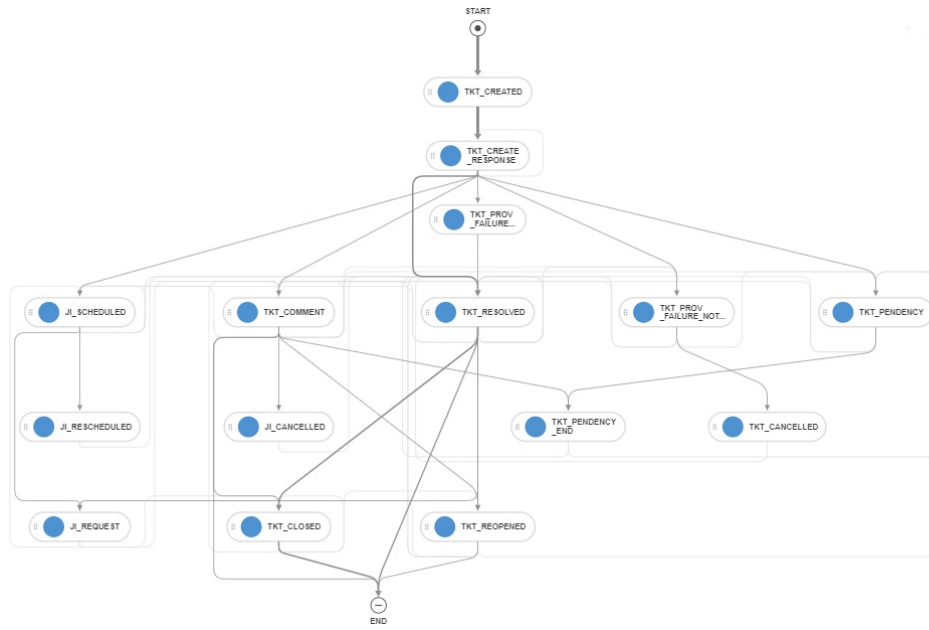 START
TKT_CREATED
TKT_CREATE
_RESPONSE
TKT_PROV
_FAILURE...
JI_SCHEDULED
TKT_COMMENT
TKT_RESOLVED
TKT_PROV
_FAILURE_NOT...
TKT_PENDENCY
JI_RESCHEDULED
JI_CANCELLED
TKT_PENDENCY
_END
TKT_CANCELLED
JI_REQUEST
TKT_CLOSED
TKT_REOPENED
END